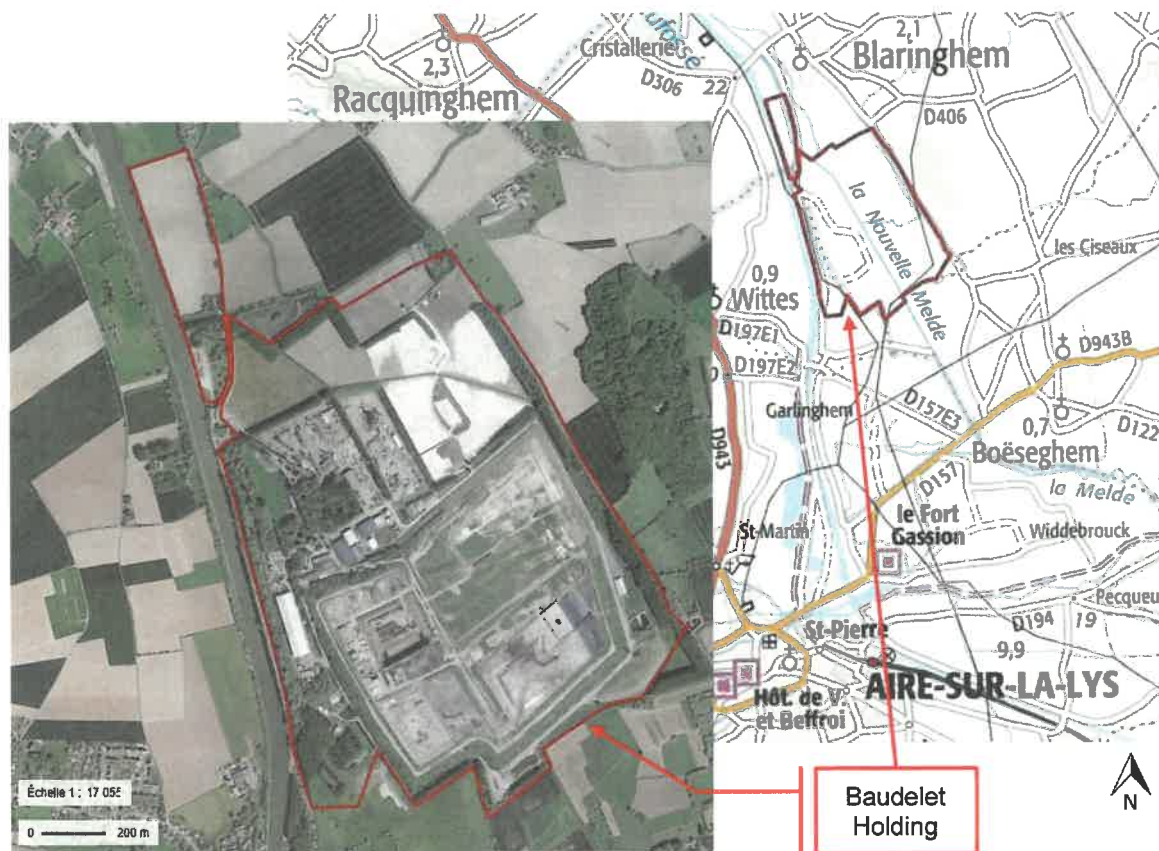 Cristallerie
D306
22
2,1
Blaringhem
2,3
Racquinghem
D406
la Nouvelle Melde
les Ciseaux
0,9
Wittes
D197E1
D197E2
D943B
Garlinghem
D157E3
0,7
D122
Boëseghem
D943
D157
la Melde
le Fort
Gassion
St-Martin
Widdebrouck
Pecqueu
St-Pierre
D194
19
9,9
AIRE-SUR-LA-LYS
Hôt. de V.
et Beffroi
Échelle 1 : 17 055
0 200 m
Baudelet
Holding
N